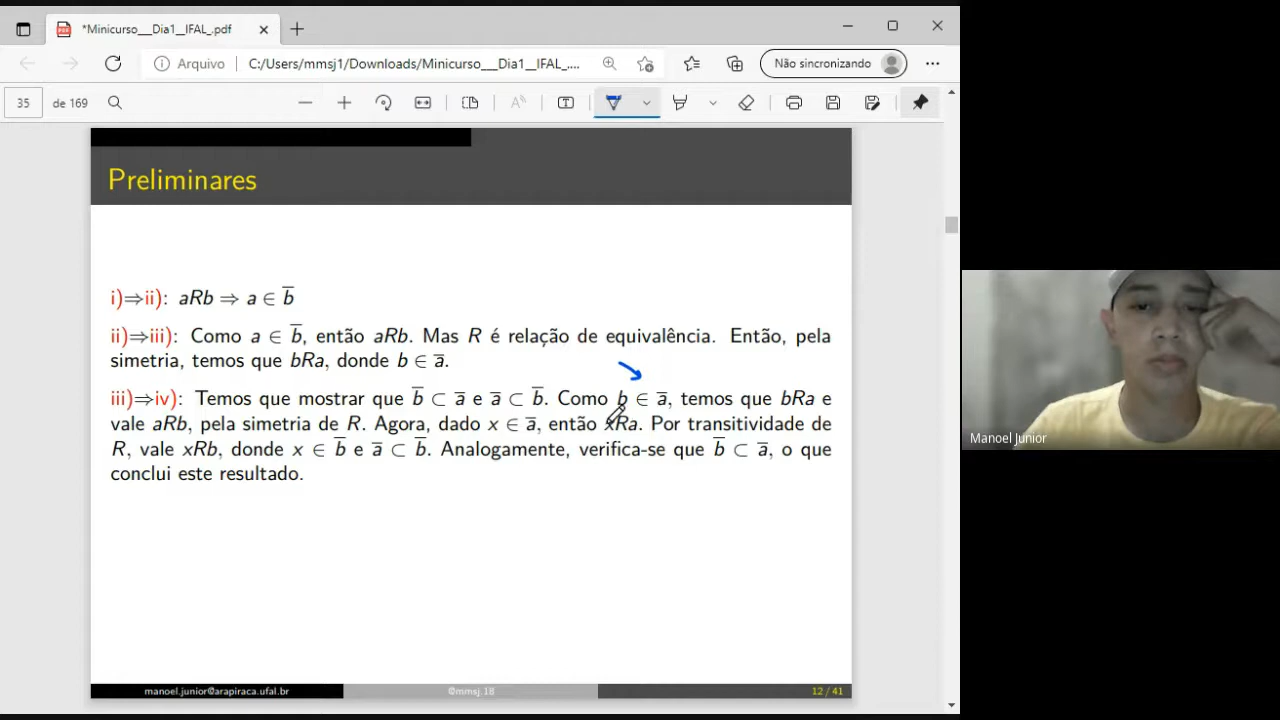 *Minicurso___Dia1__IFAL_.pdf
Arquivo C:/Users/mmsj1/Downloads/Minicurso___Dia1__IFAL_....
Não sincronizando
35 de 169
Preliminares
i)⇒ii): aRb ⇒ a ∈ b̅
ii)⇒iii): Como a ∈ b̅, então aRb. Mas R é relação de equivalência. Então, pela
simetria, temos que bRa, donde b ∈ a̅.
iii)⇒iv): Temos que mostrar que b̅ ⊂ a̅ e a̅ ⊂ b̅. Como b ∈ a̅, temos que bRa e
vale aRb, pela simetria de R. Agora, dado x ∈ a̅, então xRa. Por transitividade de
R, vale xRb, donde x ∈ b̅ e a̅ ⊂ b̅. Analogamente, verifica-se que b̅ ⊂ a̅, o que
conclui este resultado.
manoel.junior@arapiraca.ufal.br @mmsj.18 12 / 41
Manoel Junior